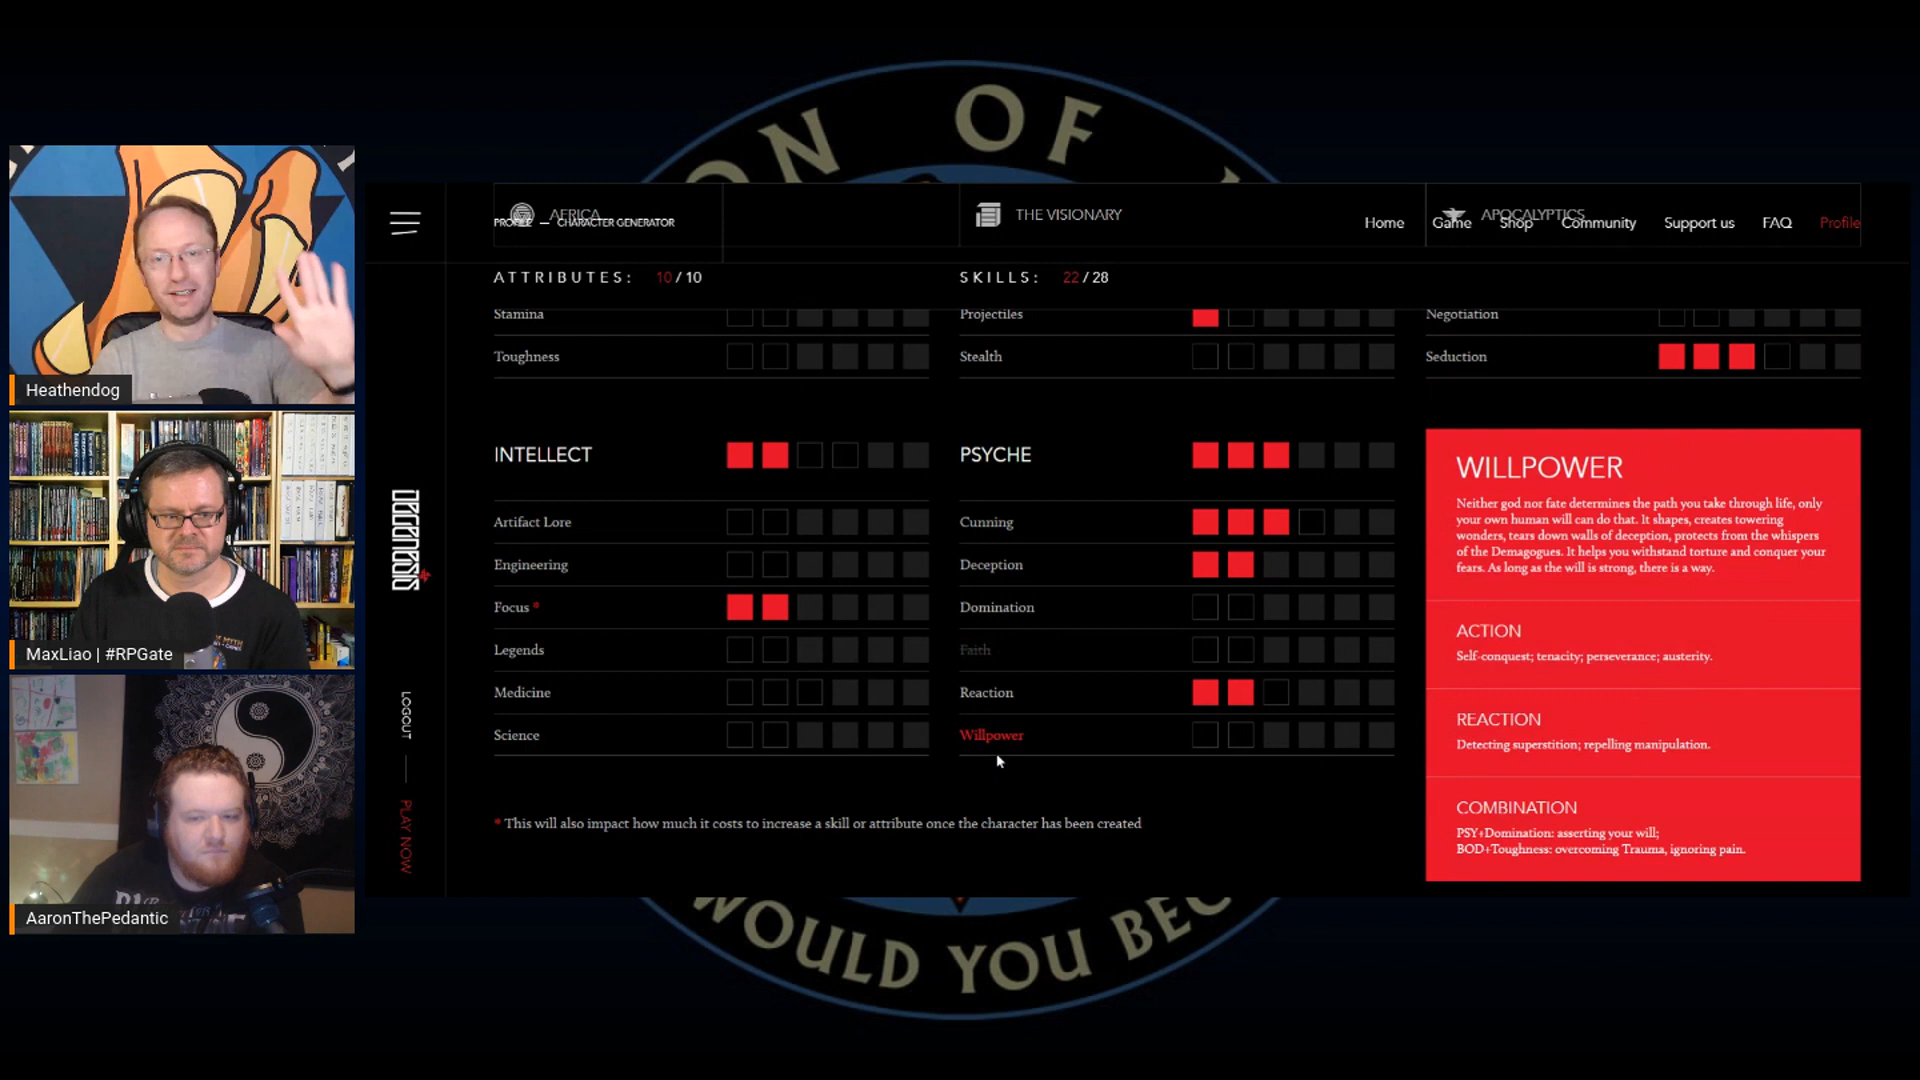 ON OF
AFRICA
PROFILE — CHARACTER GENERATOR
THE VISIONARY
APOCALYPTICS
Home Game Shop Community Support us FAQ Profile
ATTRIBUTES: 10 / 10
SKILLS: 22 / 28
Stamina
Toughness
Projectiles
Stealth
Negotiation
Seduction
INTELLECT
Artifact Lore
Engineering
Focus *
Legends
Medicine
Science
PSYCHE
Cunning
Deception
Domination
Faith
Reaction
Willpower
WILLPOWER
Neither god nor fate determines the path you take through life, only
your own human will can do that. It shapes, creates towering
wonders, tears down walls of deception, protects from the whispers
of the Demagogues. It helps you withstand torture and conquer your
fears. As long as the will is strong, there is a way.
ACTION
Self-conquest; tenacity; perseverance; austerity.
REACTION
Detecting superstition; repelling manipulation.
COMBINATION
PSY+Domination: asserting your will;
BOD+Toughness: overcoming Trauma, ignoring pain.
* This will also impact how much it costs to increase a skill or attribute once the character has been created
LOGOUT
PLAY NOW
Heathendog
MaxLiao | #RPGate
AaronThePedantic
WOULD YOU BEC